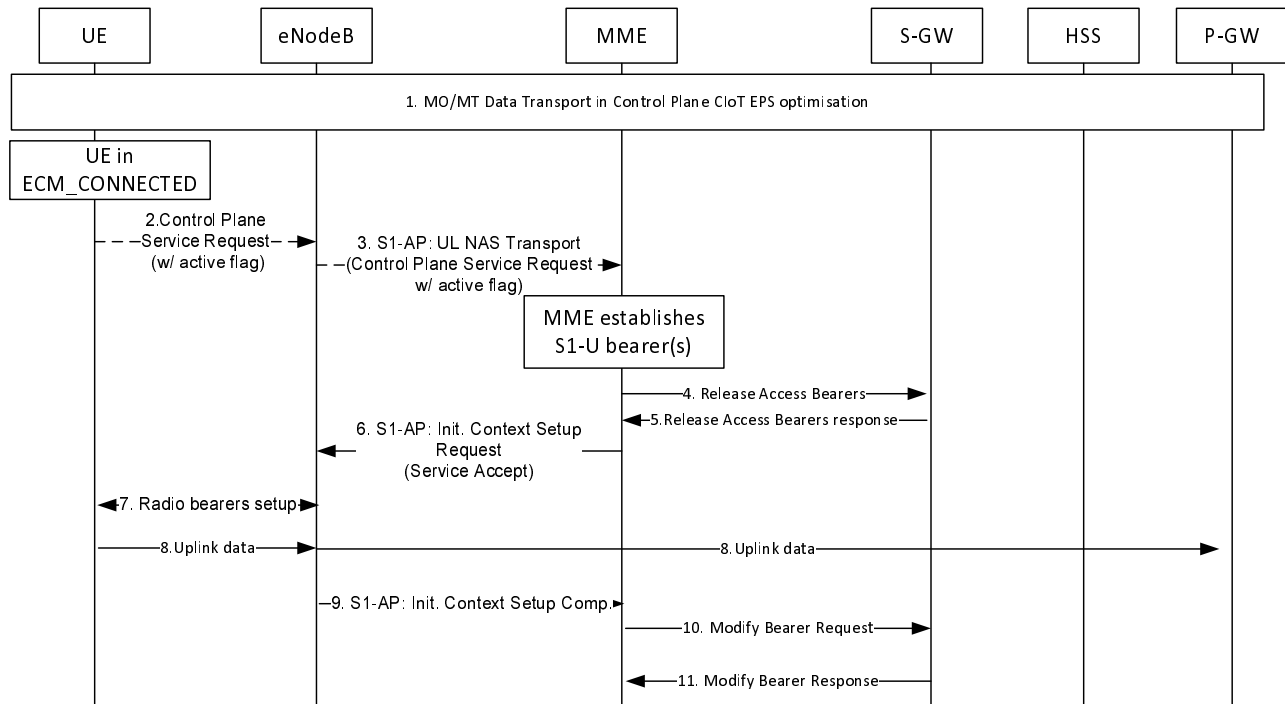 UE
eNodeB
MME
S-GW
HSS
P-GW
1. MO/MT Data Transport in Control Plane CIoT EPS optimisation
UE in
ECM_CONNECTED
2.Control Plane
Service Request
(w/ active flag)
3. S1-AP: UL NAS Transport
(Control Plane Service Request
w/ active flag)
MME establishes
S1-U bearer(s)
4. Release Access Bearers
5.Release Access Bearers response
6. S1-AP: Init. Context Setup
Request
(Service Accept)
7. Radio bearers setup
8.Uplink data
8.Uplink data
9. S1-AP: Init. Context Setup Comp.
10. Modify Bearer Request
11. Modify Bearer Response